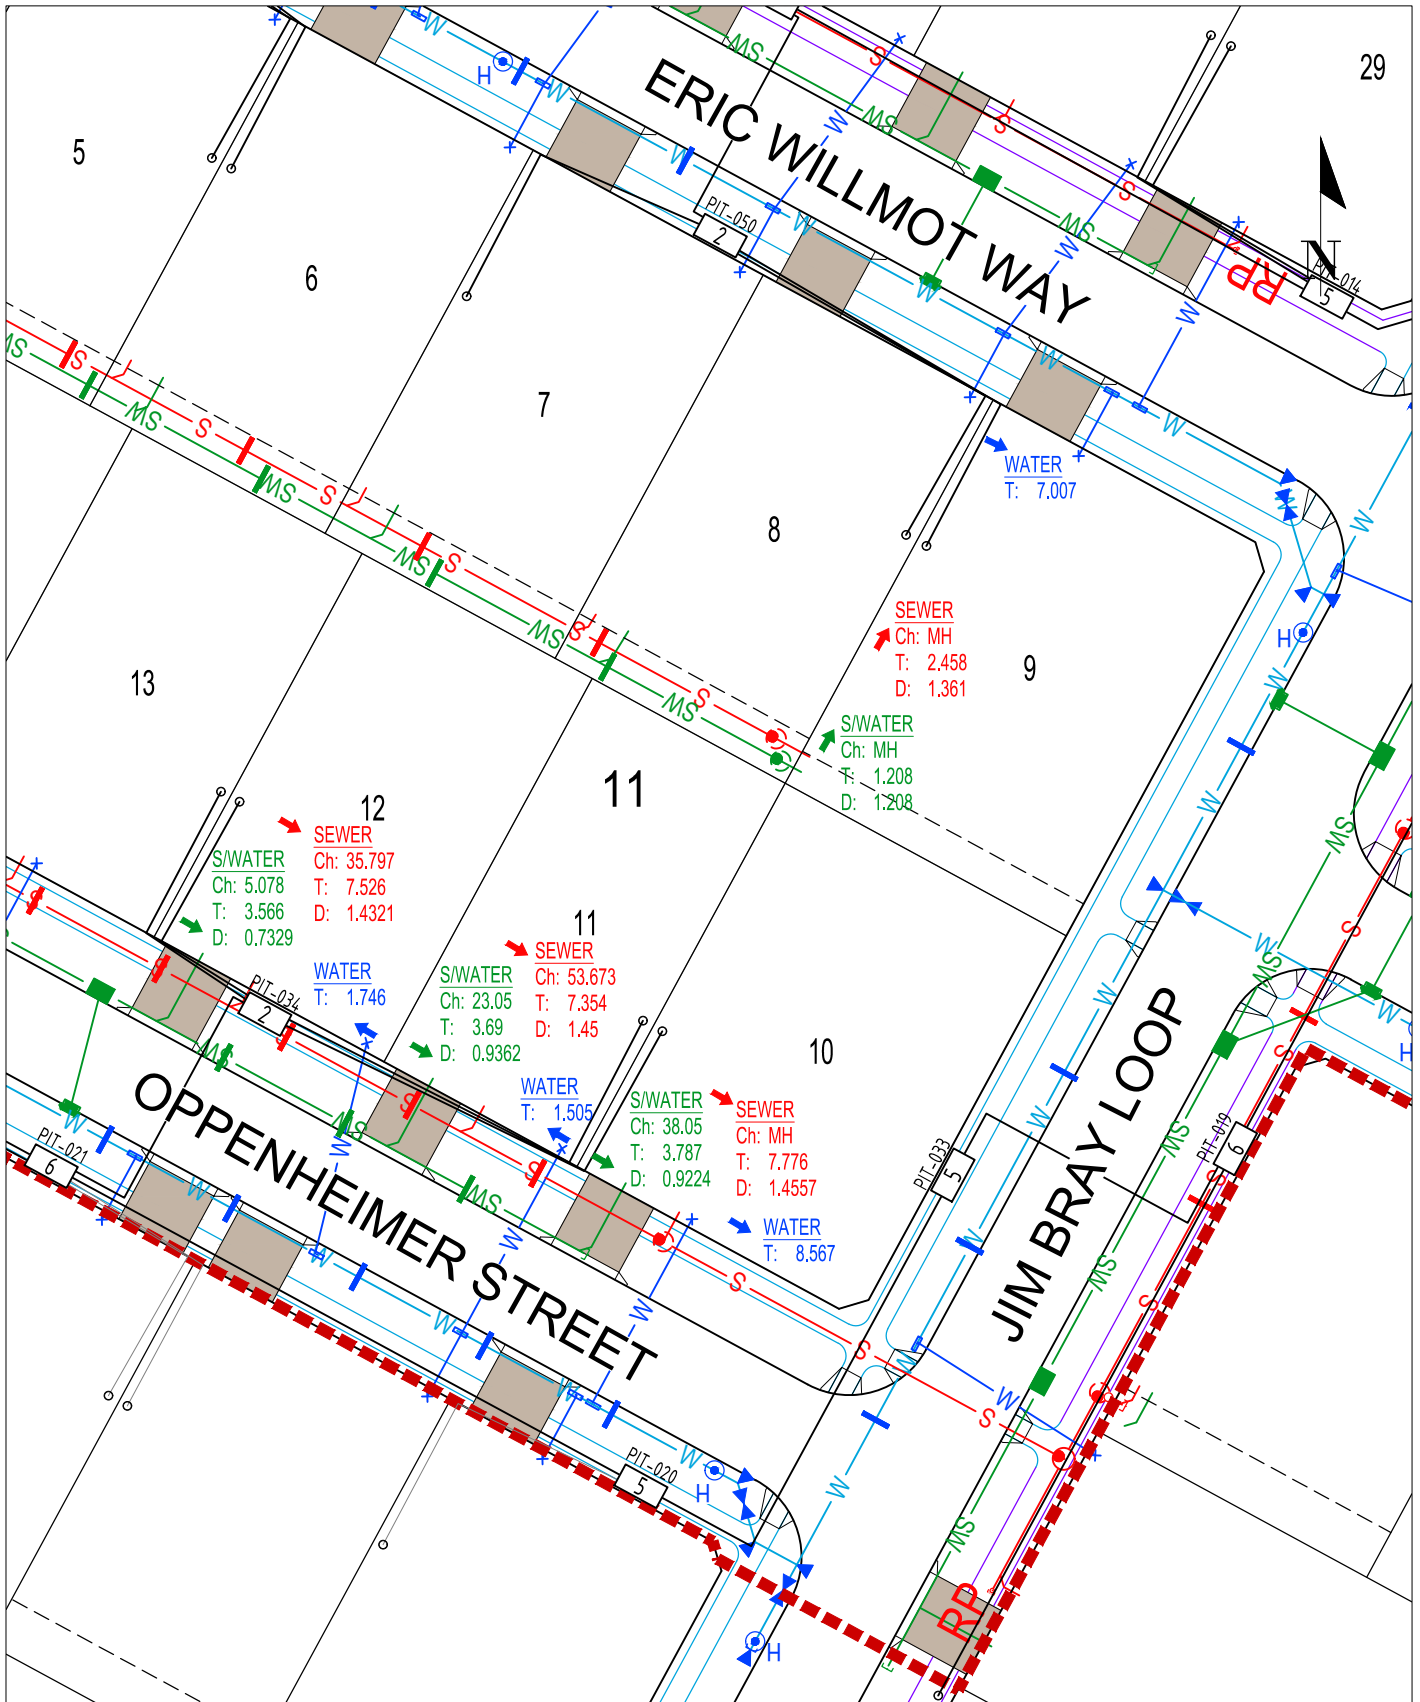 29
ERIC WILLMOT WAY
H
5
PIT-050
2
6
RP
N
PIT-014
5
7
WATER
T: 7.007
8
SEWER
Ch: MH
T: 2.458
D: 1.361
9
H
13
S/WATER
Ch: MH
T: 1.208
D: 1.208
11
12
SEWER
Ch: 35.797
T: 7.526
D: 1.4321
S/WATER
Ch: 5.078
T: 3.566
D: 0.7329
11
SEWER
Ch: 53.673
T: 7.354
D: 1.45
WATER
T: 1.746
S/WATER
Ch: 23.05
T: 3.69
D: 0.9362
PIT-034
2
10
JIM BRAY LOOP
H
OPPENHEIMER STREET
WATER
T: 1.505
S/WATER
Ch: 38.05
T: 3.787
D: 0.9224
SEWER
Ch: MH
T: 7.776
D: 1.4557
WATER
T: 8.567
PIT-021
6
PIT-033
5
PIT-019
6
PIT-020
5
H
RP
H
S
SW
W